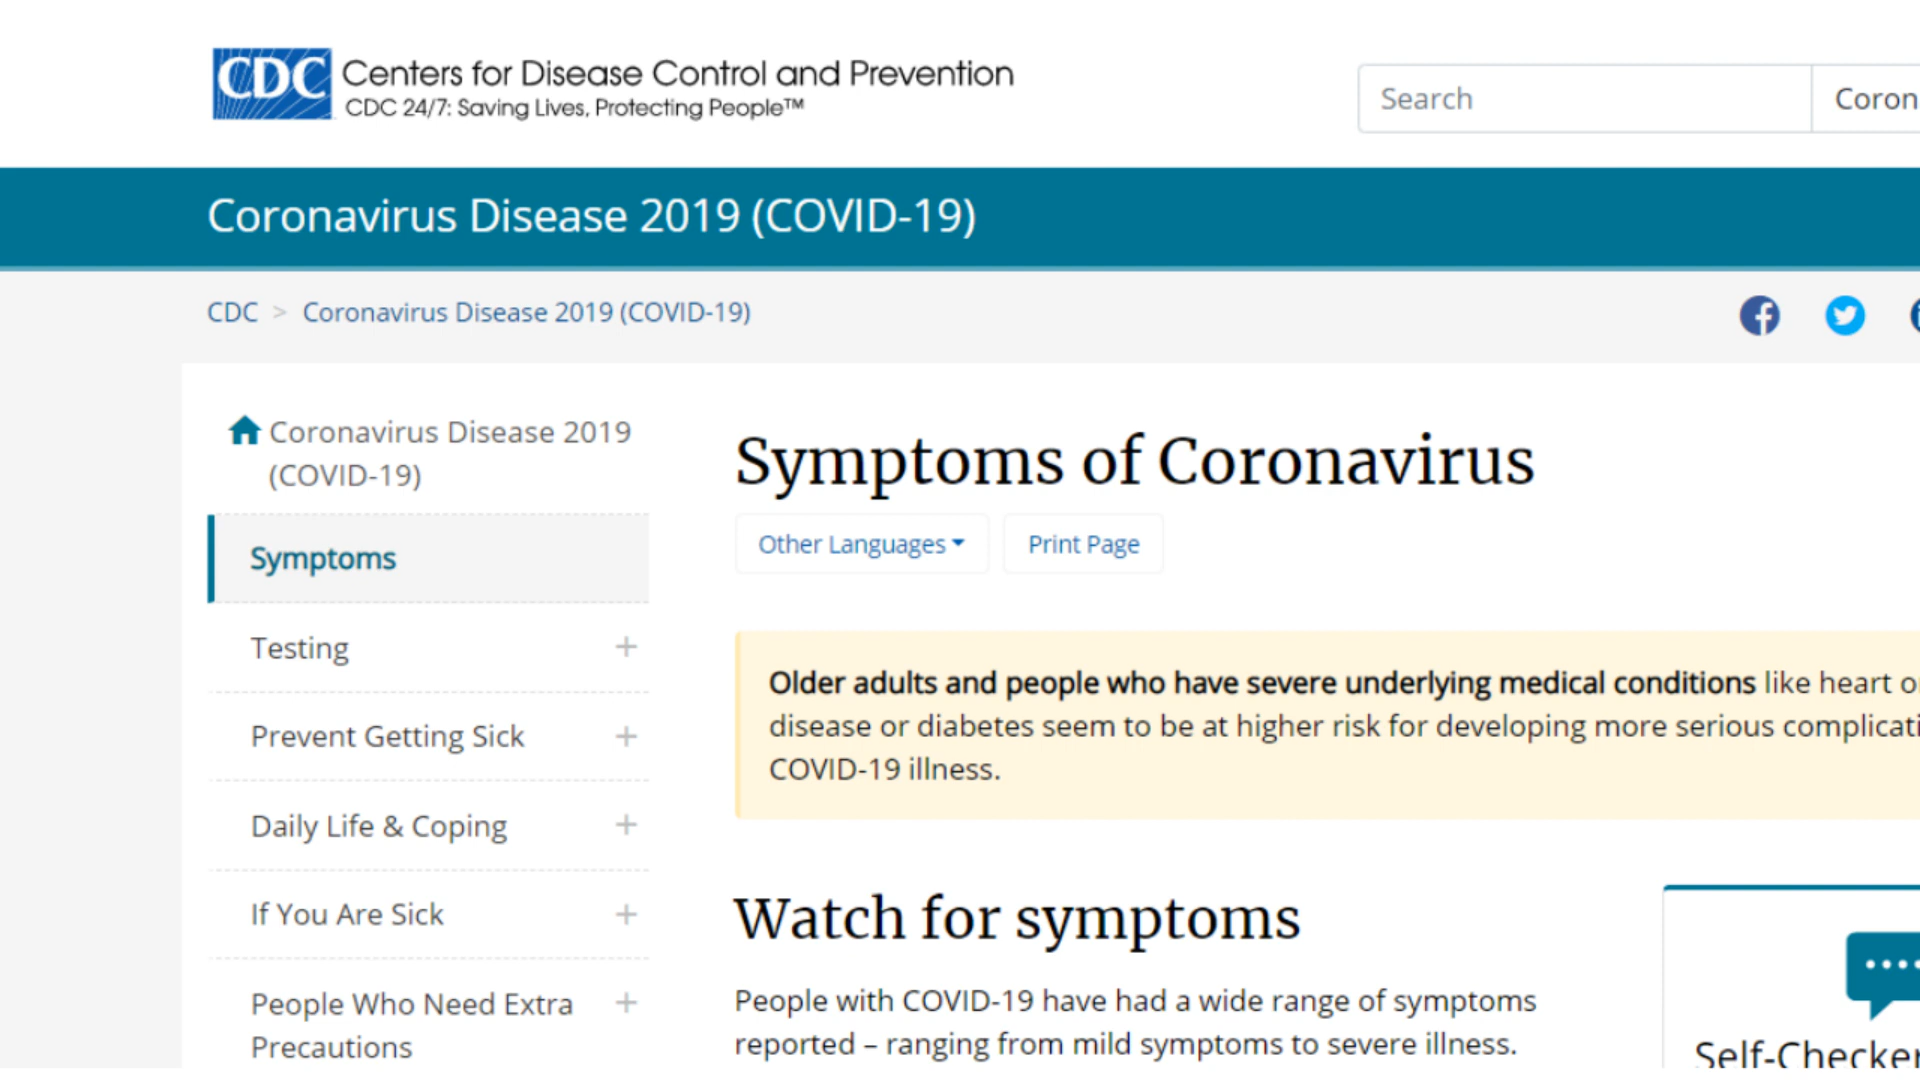 CDC
Centers for Disease Control and Prevention
CDC 24/7: Saving Lives, Protecting People™
Search
Coron
Coronavirus Disease 2019 (COVID-19)
CDC > Coronavirus Disease 2019 (COVID-19)
Coronavirus Disease 2019
(COVID-19)
Symptoms
Testing
Prevent Getting Sick
Daily Life & Coping
If You Are Sick
People Who Need Extra
Precautions
Symptoms of Coronavirus
Other Languages
Print Page
Older adults and people who have severe underlying medical conditions like heart or
disease or diabetes seem to be at higher risk for developing more serious complicati
COVID-19 illness.
Watch for symptoms
People with COVID-19 have had a wide range of symptoms
reported – ranging from mild symptoms to severe illness.
Self-Checker